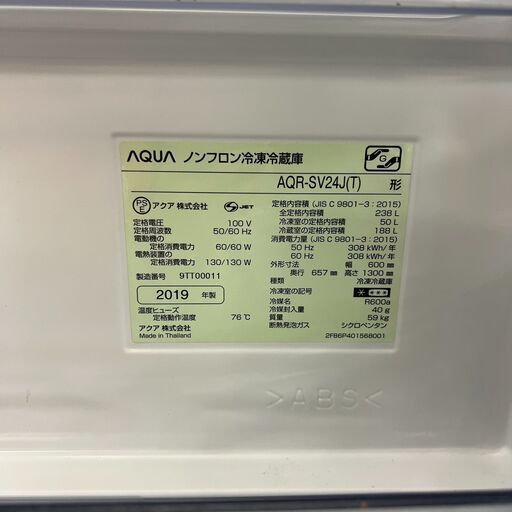 AQUA ノンフロン冷凍冷蔵庫
G
AQR-SV24J(T) 形
PS
E
アクア 株式会社 S JET
定格電圧 100 V
定格周波数 50/60 Hz
電動機の
定格消費電力 60/60 W
電熱装置の
定格消費電力 130/130 W
製造番号 9TT00011
2019 年製
温度ヒューズ
定格動作温度 76℃
アクア 株式会社
Made in Thailand
定格内容積 (JIS C 9801-3 : 2015)
全定格内容積 238 L
冷凍室の定格内容積 50 L
冷蔵室の定格内容積 188 L
消費電力量 (JIS C 9801-3 : 2015)
50 Hz 308 kWh/年
60 Hz 308 kWh/年
外形寸法 幅 600 mm
奥行 657 mm 高さ 1300 mm
種類 冷凍冷蔵庫
冷凍室の記号 * ***
冷媒名 R600a
冷媒封入量 40 g
質量 59 kg
断熱発泡ガス シクロペンタン
2FB6P401568001
>ABS<